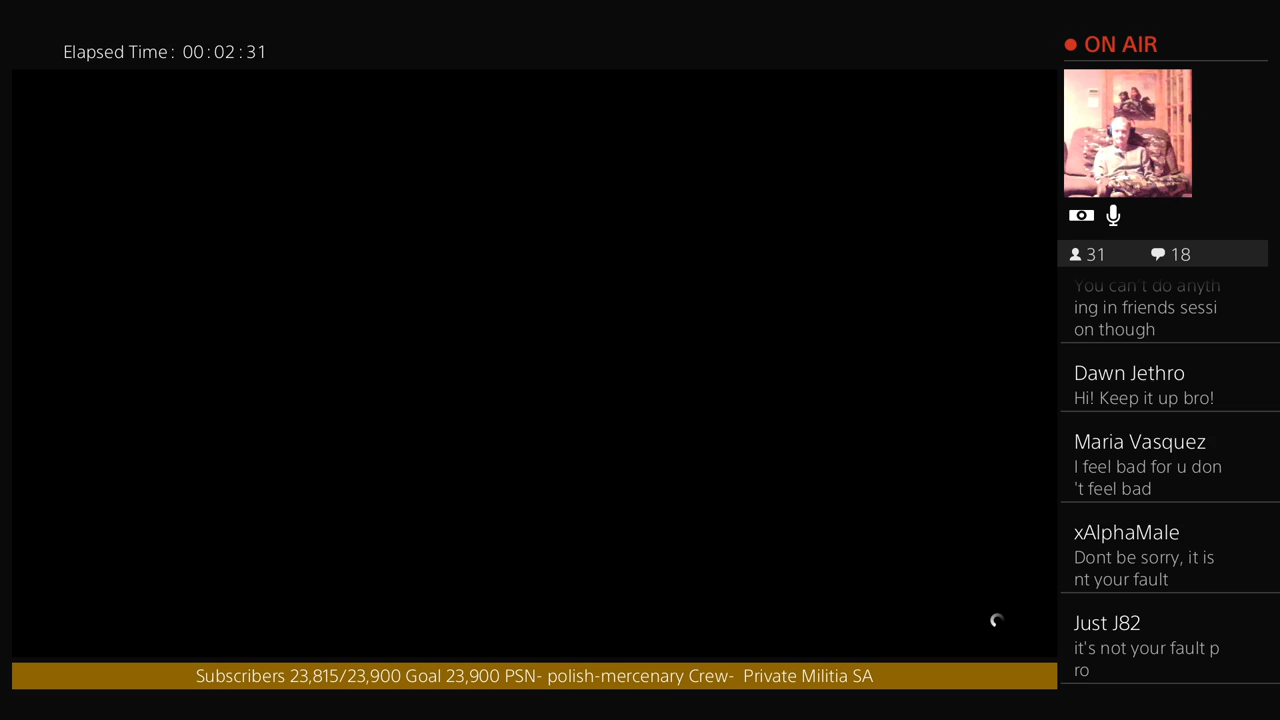 Elapsed Time: 00:02:31
ON AIR
31 18
You can't do anyth
ing in friends sessi
on though
Dawn Jethro
Hi! Keep it up bro!
Maria Vasquez
I feel bad for u don
't feel bad
xAlphaMale
Dont be sorry, it is
nt your fault
Just J82
it's not your fault p
ro
Subscribers 23,815/23,900 Goal 23,900 PSN- polish-mercenary Crew- Private Militia SA